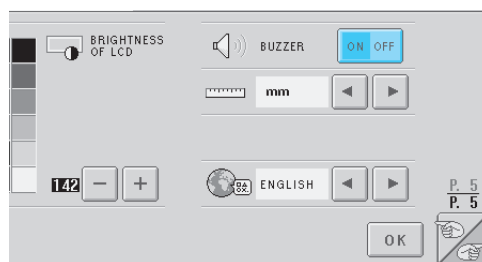 BRIGHTNESS
OF LCD
BUZZER
ON OFF
mm
142
ENGLISH
P. 5
P. 5
OK